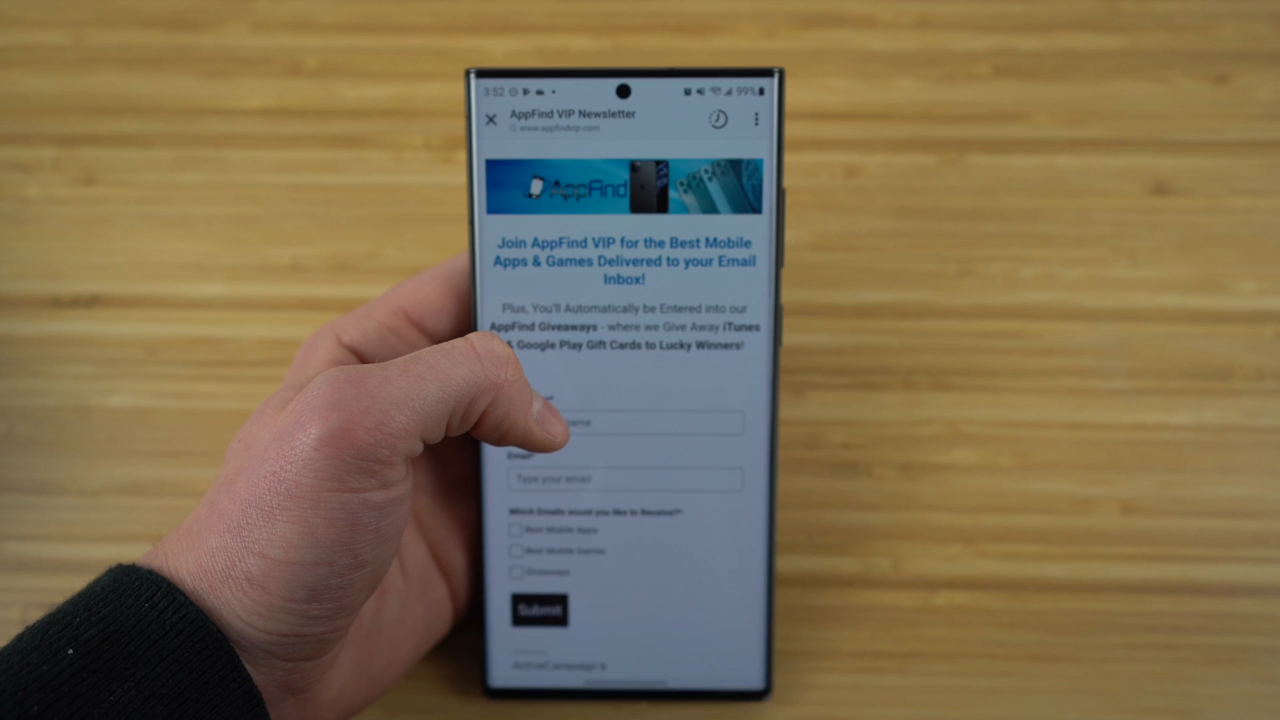 3:52
99%
AppFind VIP Newsletter
www.appfindvip.com
AppFind
Join AppFind VIP for the Best Mobile
Apps & Games Delivered to your Email
Inbox!
Plus, You'll Automatically be Entered into our
AppFind Giveaways - where we Give Away iTunes
& Google Play Gift Cards to Lucky Winners!
Email*
Type your email
Which Emails would you like to Receive?*
Best Mobile Apps
Best Mobile Games
Giveaways
Submit
ActiveCampaign